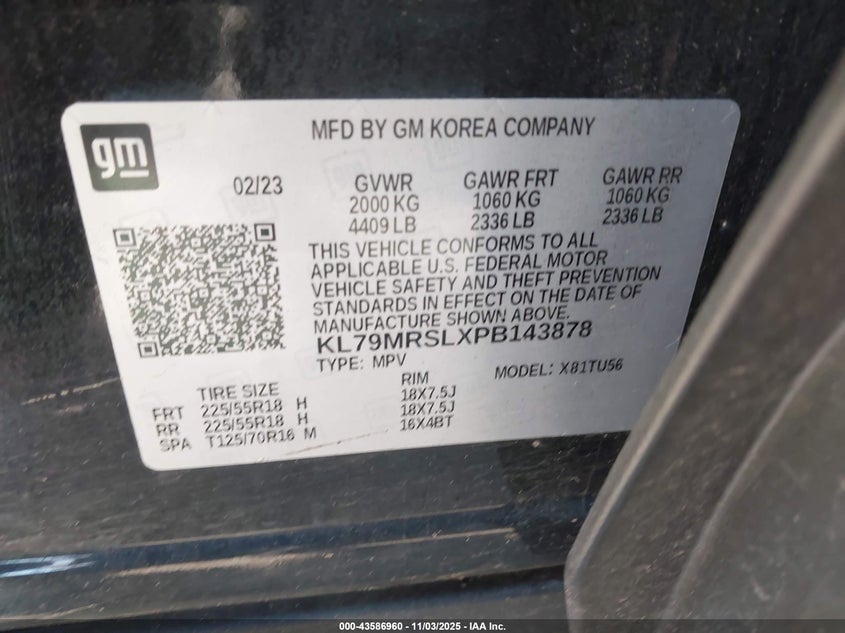 gm
MFD BY GM KOREA COMPANY
02/23
GVWR GAWR FRT GAWR RR
2000 KG 1060 KG 1060 KG
4409 LB 2336 LB 2336 LB
THIS VEHICLE CONFORMS TO ALL
APPLICABLE U.S. FEDERAL MOTOR
VEHICLE SAFETY AND THEFT PREVENTION
STANDARDS IN EFFECT ON THE DATE OF
MANUFACTURE SHOWN ABOVE.
KL79MRSLXPB143878
TYPE: MPV MODEL: X81TU56
TIRE SIZE RIM
FRT 225/55R18 H 18X7.5J
RR 225/55R18 H 18X7.5J
SPA T125/70R16 M 16X4BT
000-43586960 - 11/03/2025 - IAA Inc.